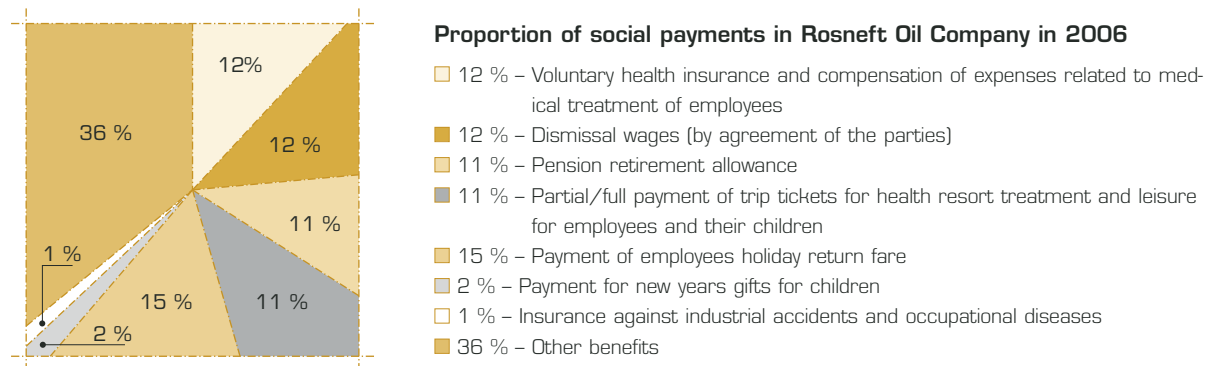 Proportion of social payments in Rosneft Oil Company in 2006
12%
12 %
11 %
11 %
15 %
2 %
1 %
36 %
12 % – Voluntary health insurance and compensation of expenses related to med-
ical treatment of employees
12 % – Dismissal wages (by agreement of the parties)
11 % – Pension retirement allowance
11 % – Partial/full payment of trip tickets for health resort treatment and leisure
for employees and their children
15 % – Payment of employees holiday return fare
2 % – Payment for new years gifts for children
1 % – Insurance against industrial accidents and occupational diseases
36 % – Other benefits